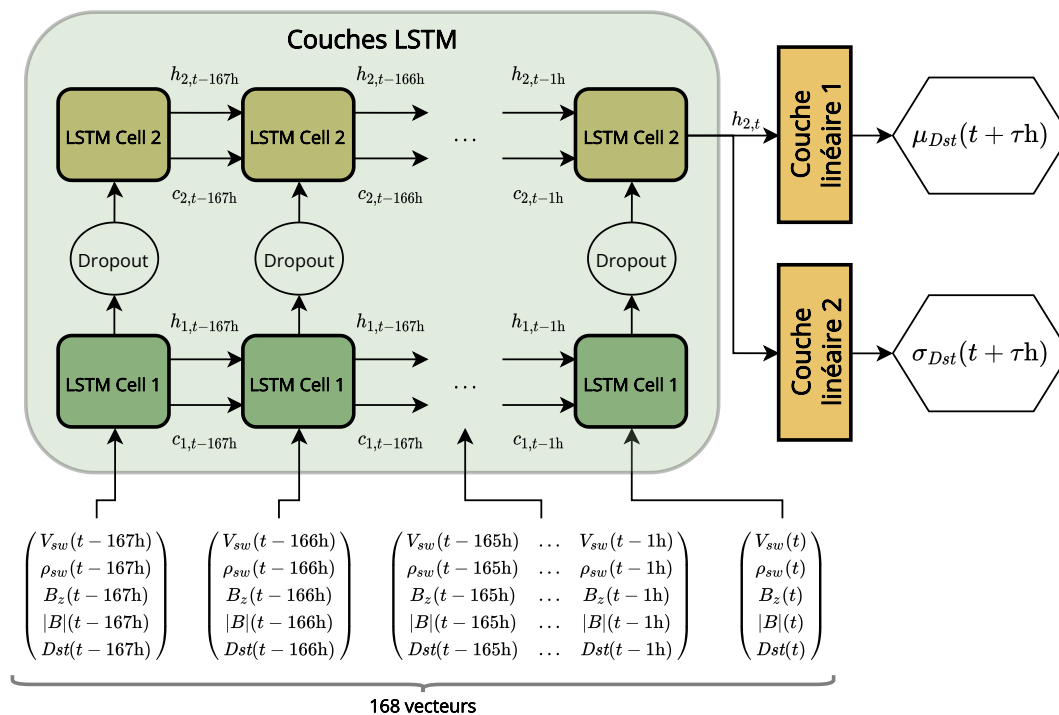 Couches LSTM
h_{2,t−167h} h_{2,t−166h} h_{2,t−1h}
LSTM Cell 2 LSTM Cell 2 ... LSTM Cell 2
c_{2,t−167h} c_{2,t−166h} c_{2,t−1h}
h_{2,t}
Couche linéaire 1
μ_{Dst}(t + τh)
Dropout Dropout Dropout
h_{1,t−167h} h_{1,t−167h} h_{1,t−1h}
LSTM Cell 1 LSTM Cell 1 ... LSTM Cell 1
c_{1,t−167h} c_{1,t−167h} c_{1,t−1h}
Couche linéaire 2
σ_{Dst}(t + τh)
V_{sw}(t − 167h) V_{sw}(t − 166h) V_{sw}(t − 165h) ... V_{sw}(t − 1h) V_{sw}(t)
ρ_{sw}(t − 167h) ρ_{sw}(t − 166h) ρ_{sw}(t − 165h) ... ρ_{sw}(t − 1h) ρ_{sw}(t)
B_z(t − 167h) B_z(t − 166h) B_z(t − 165h) ... B_z(t − 1h) B_z(t)
|B|(t − 167h) |B|(t − 166h) |B|(t − 165h) ... |B|(t − 1h) |B|(t)
Dst(t − 167h) Dst(t − 166h) Dst(t − 165h) ... Dst(t − 1h) Dst(t)
168 vecteurs